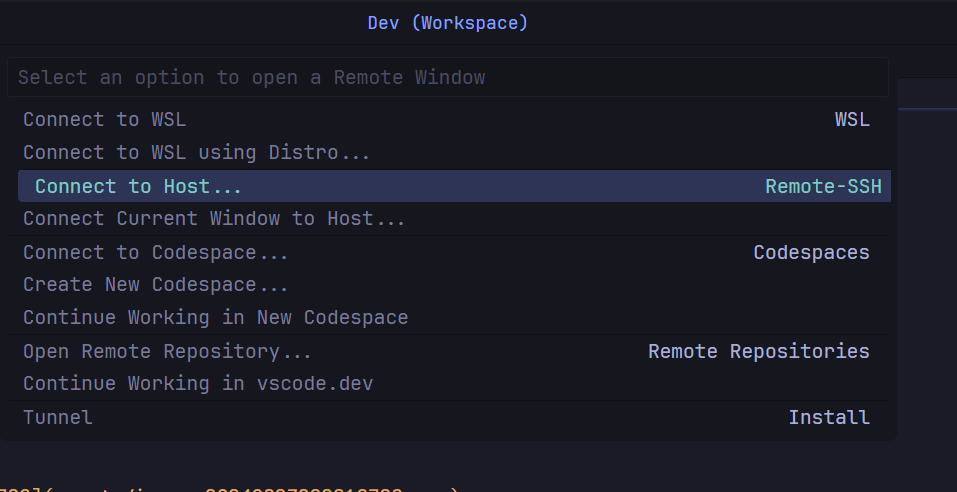 Dev (Workspace)
Select an option to open a Remote Window
Connect to WSL WSL
Connect to WSL using Distro...
Connect to Host... Remote-SSH
Connect Current Window to Host...
Connect to Codespace... Codespaces
Create New Codespace...
Continue Working in New Codespace
Open Remote Repository... Remote Repositories
Continue Working in vscode.dev
Tunnel Install